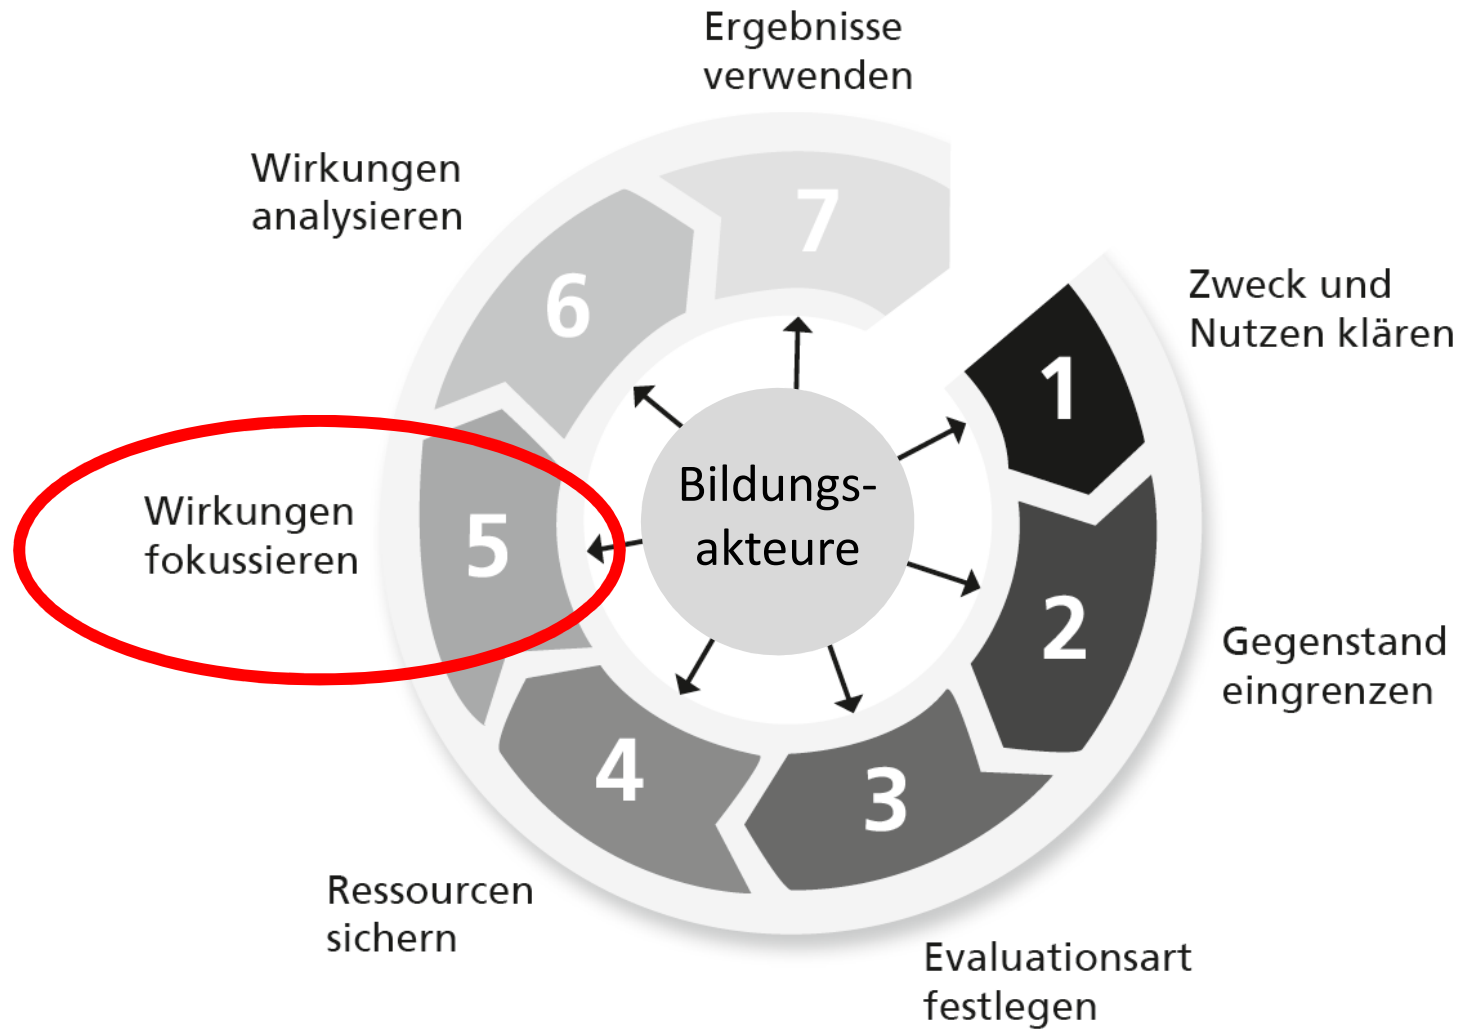 Ergebnisse
verwenden
Wirkungen
analysieren
7
6
Zweck und
Nutzen klären
1
Bildungs-
akteure
Wirkungen
fokussieren
5
2
Gegenstand
eingrenzen
4
3
Ressourcen
sichern
Evaluationsart
festlegen